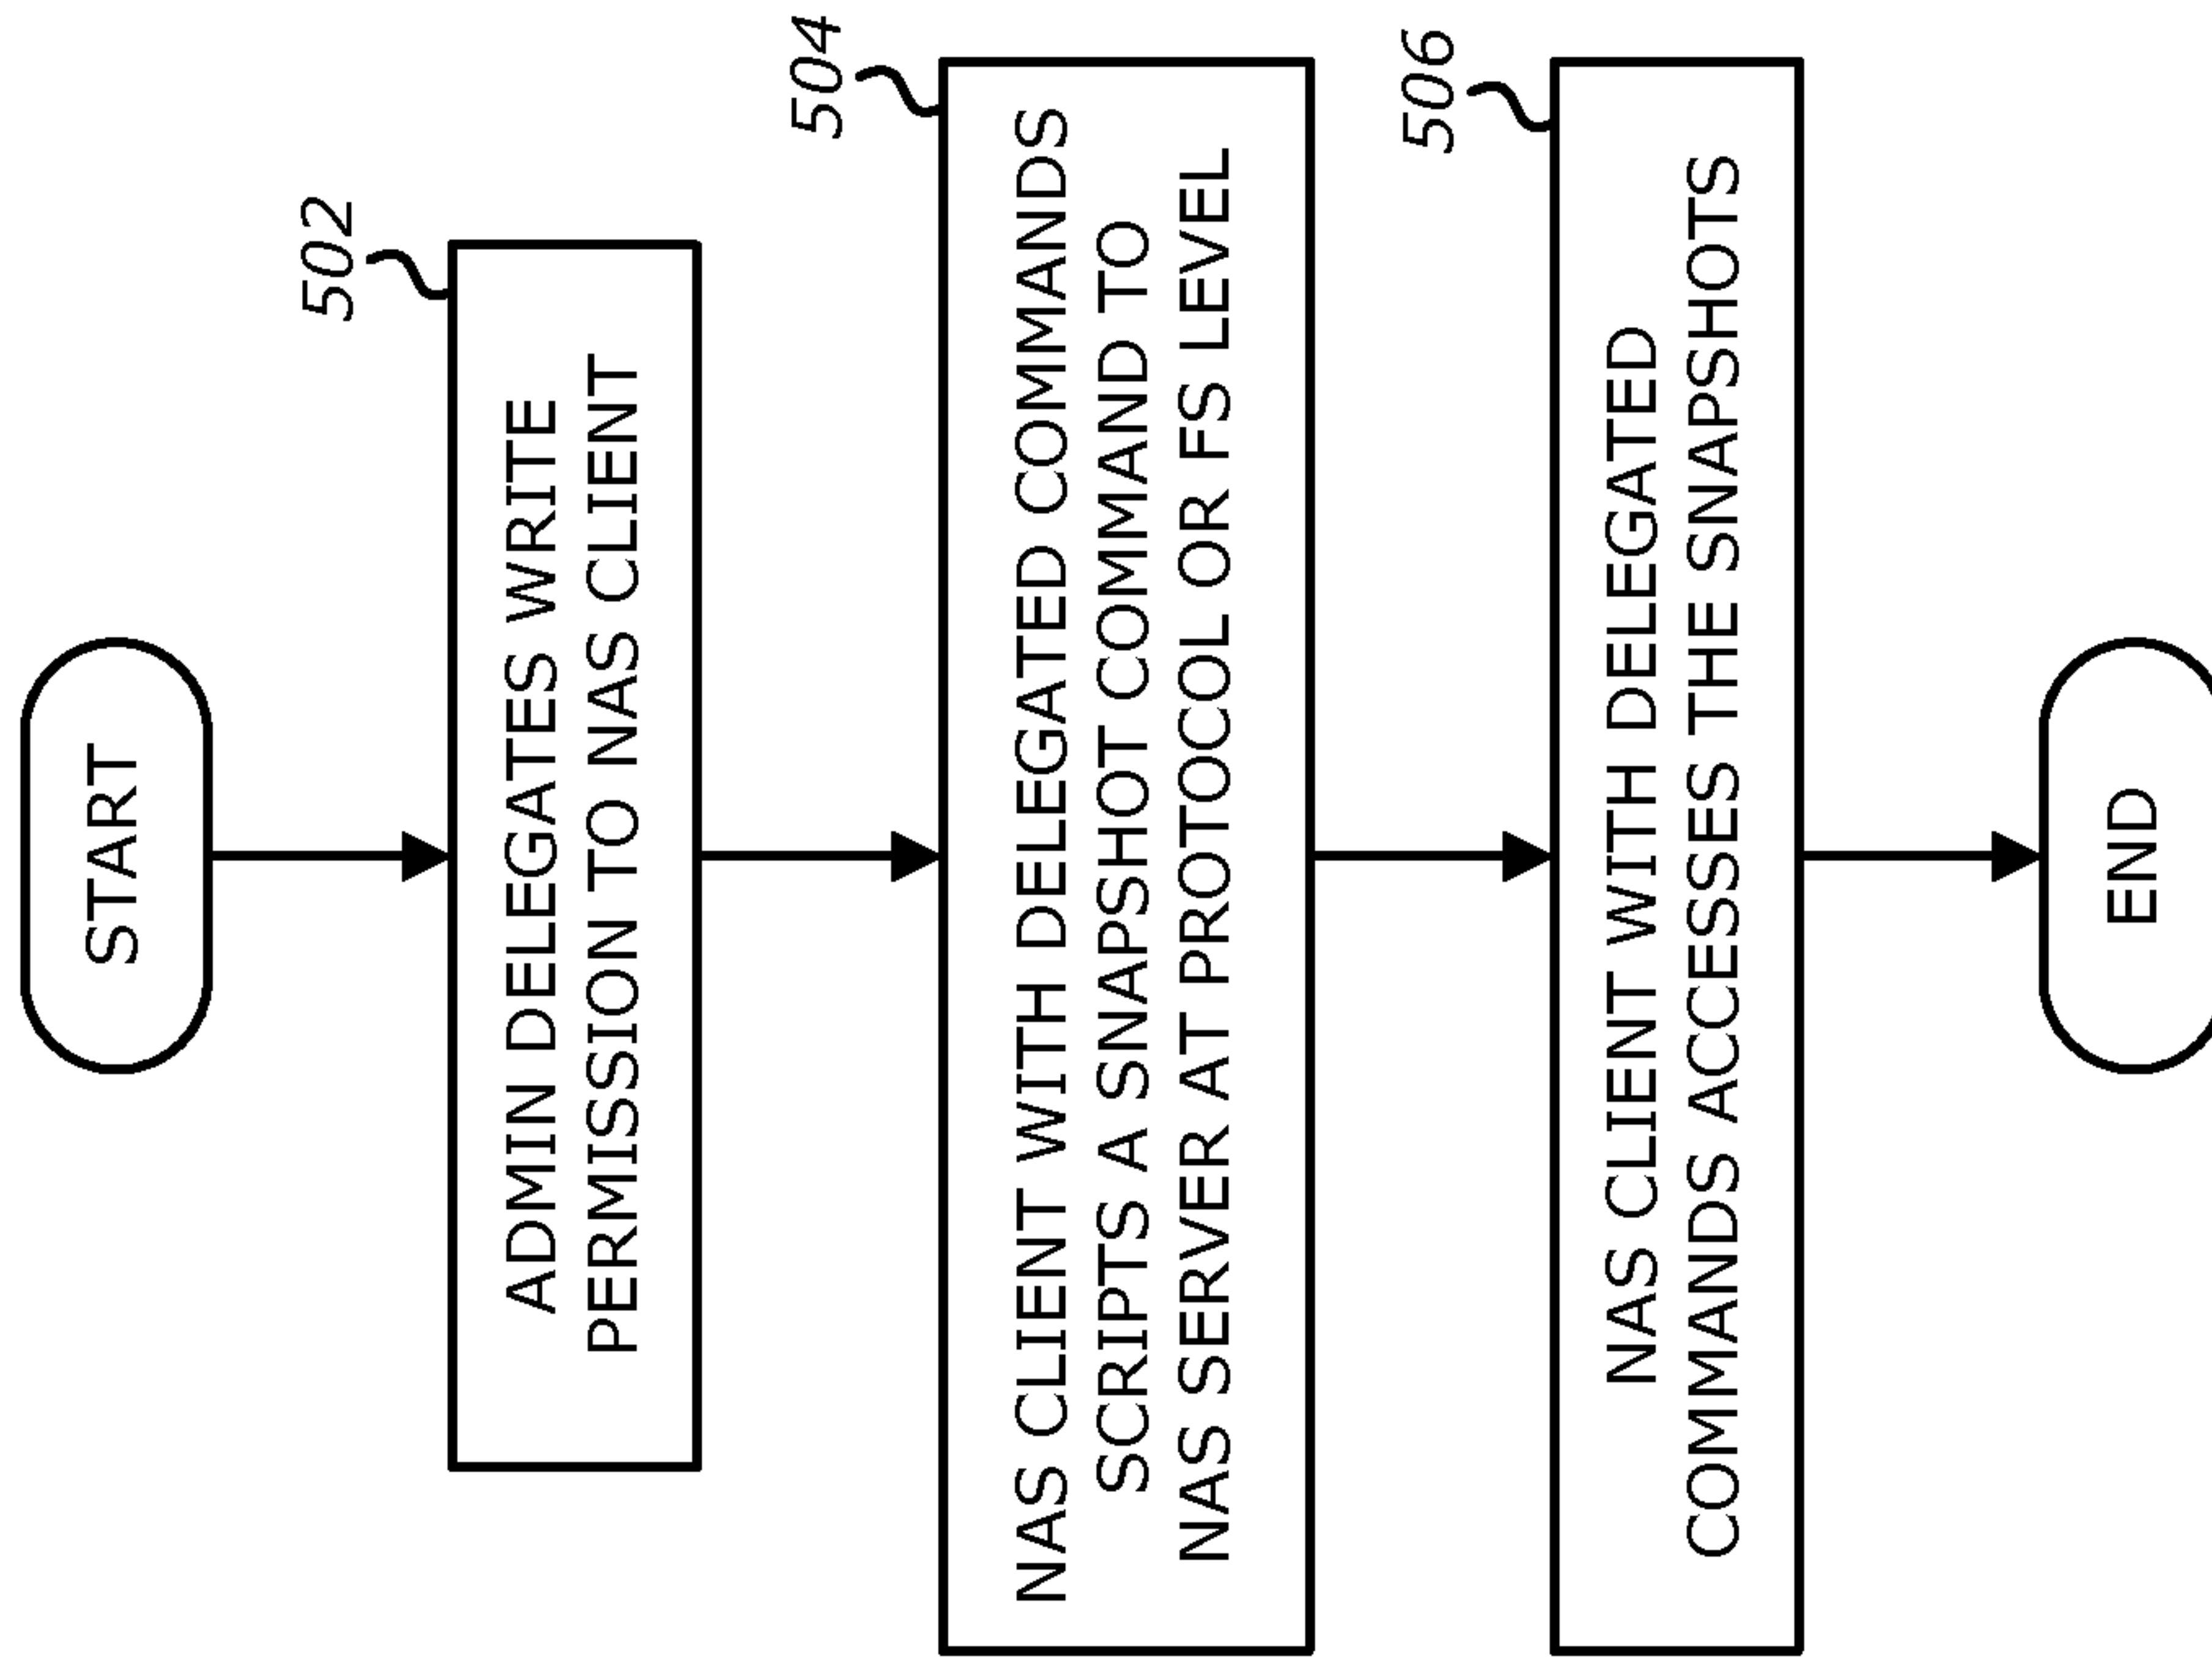 START
502
ADMIN DELEGATES WRITE
PERMISSION TO NAS CLIENT
504
NAS CLIENT WITH DELEGATED COMMANDS
SCRIPTS A SNAPSHOT COMMAND TO
NAS SERVER AT PROTOCOL OR FS LEVEL
506
NAS CLIENT WITH DELEGATED
COMMANDS ACCESSES THE SNAPSHOTS
END